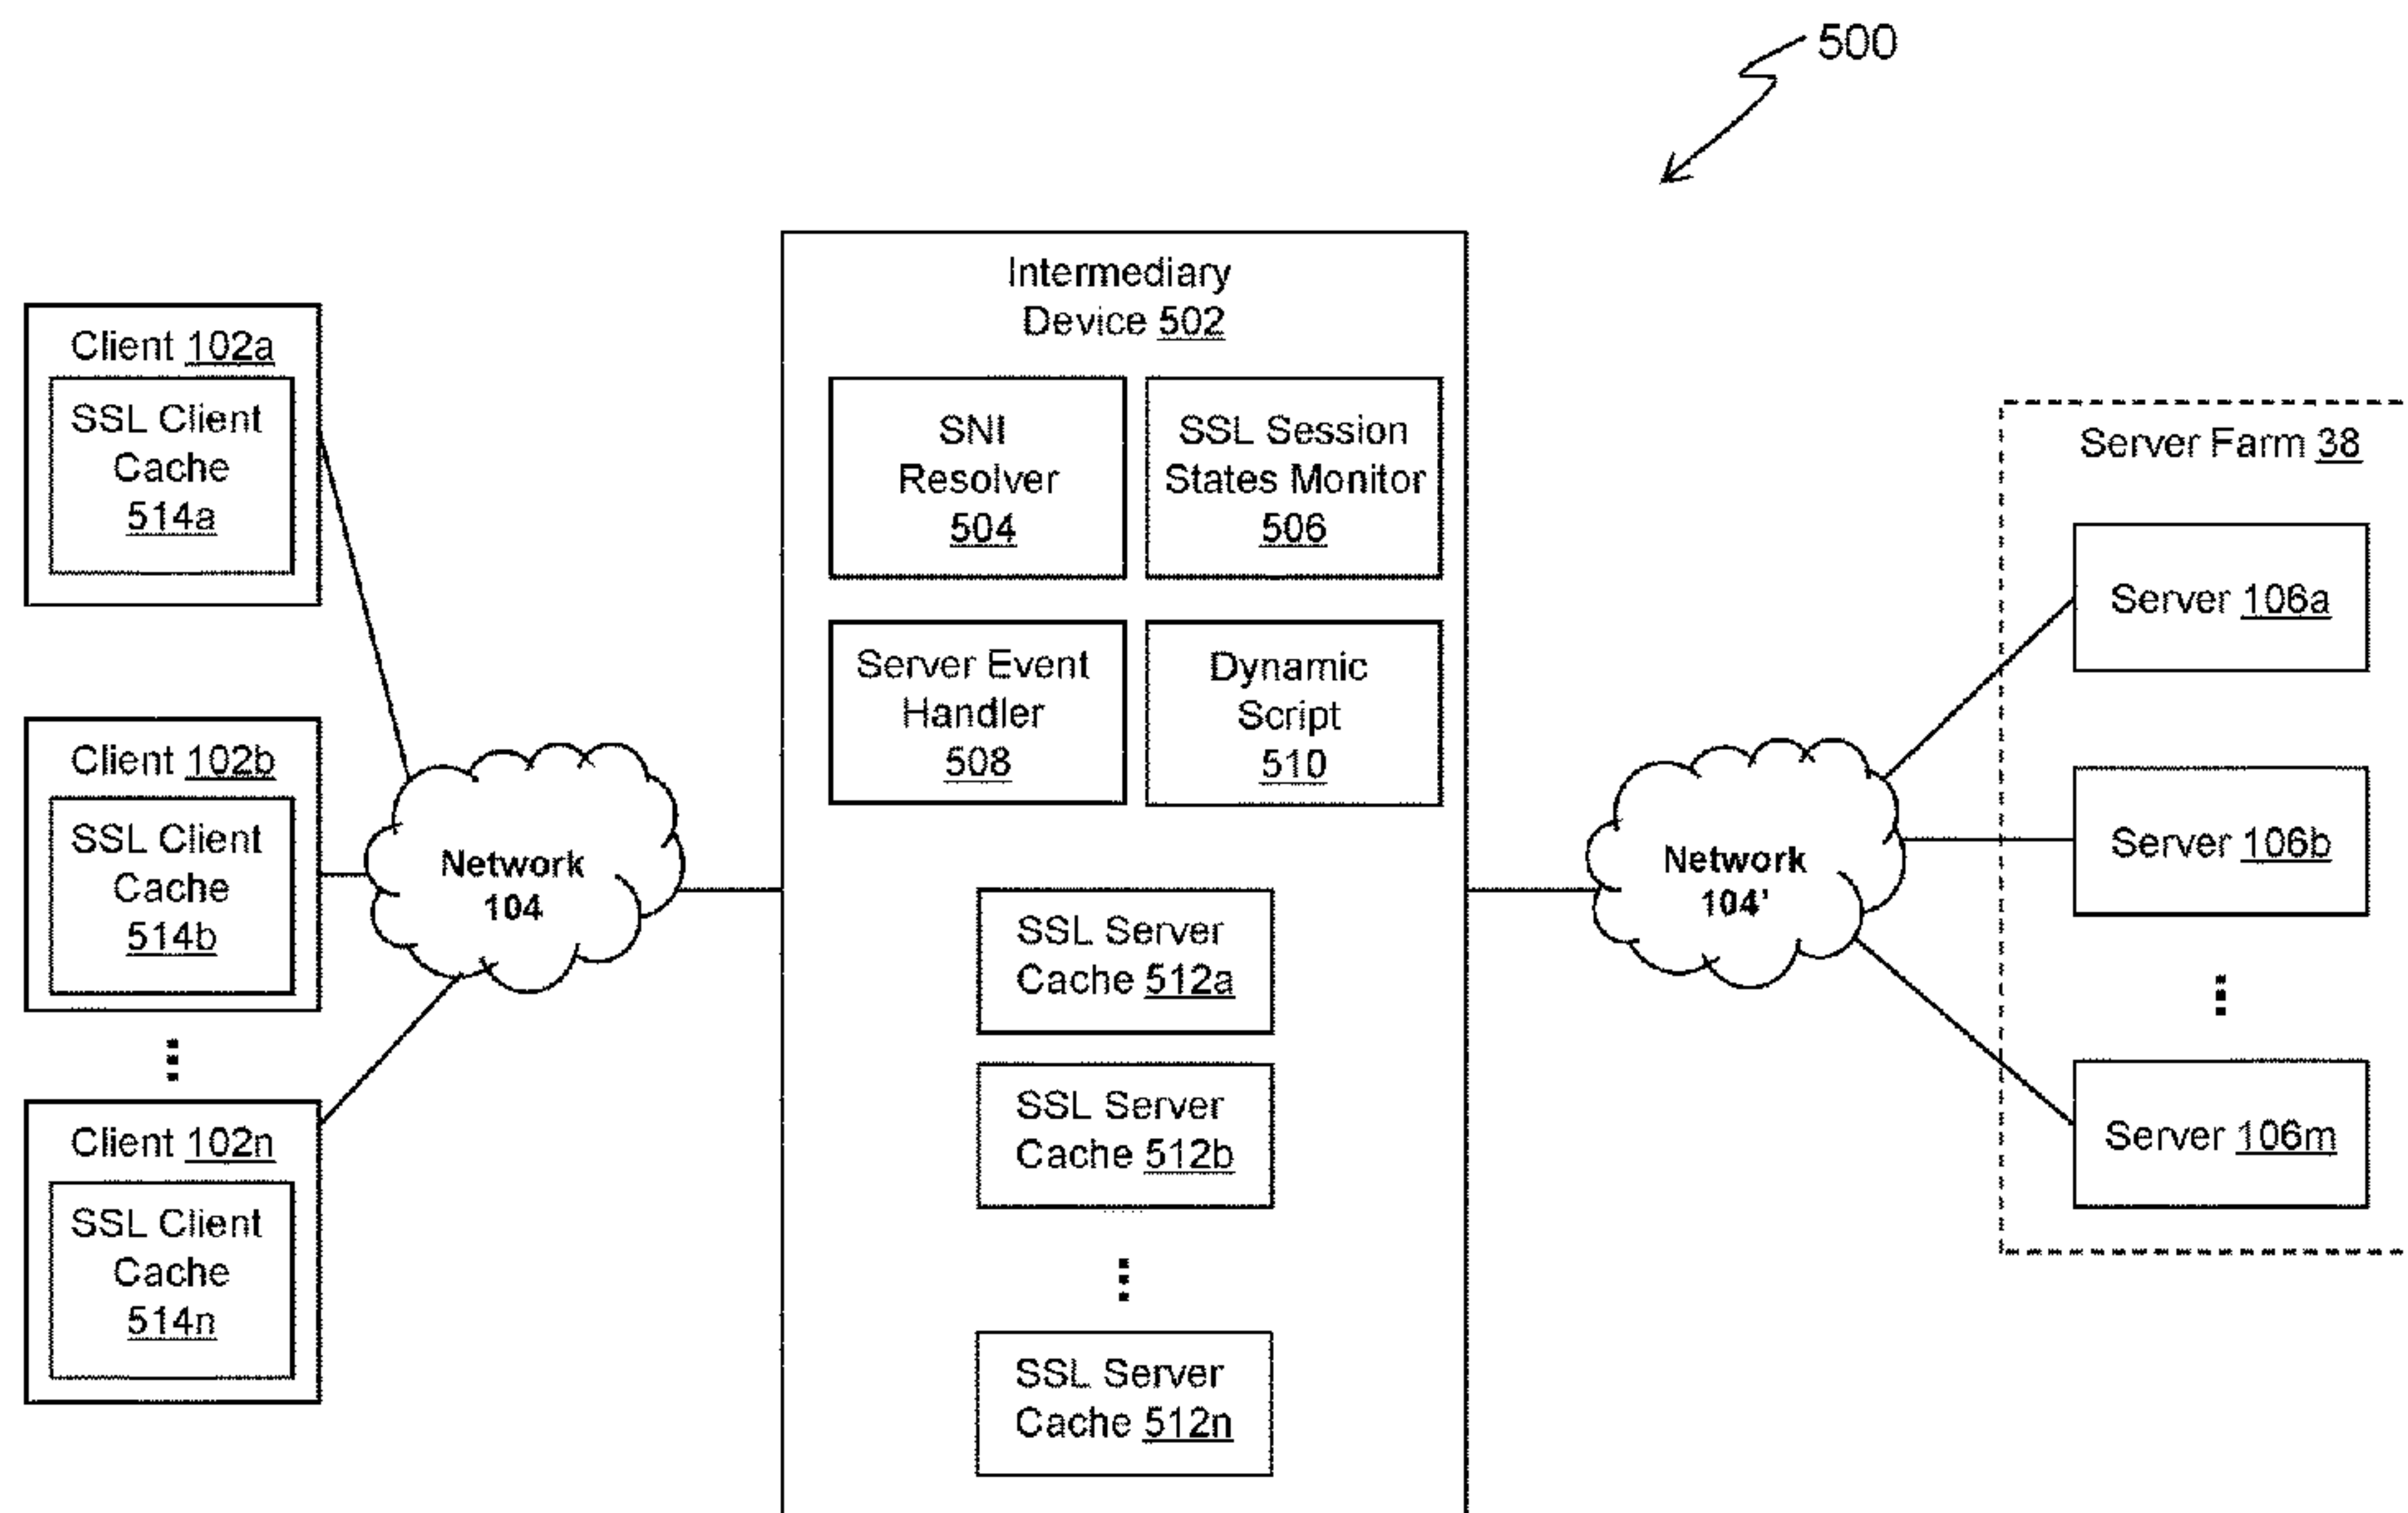 500
Client 102a
SSL Client
Cache
514a
Client 102b
SSL Client
Cache
514b
Client 102n
SSL Client
Cache
514n
Network
104
Intermediary
Device 502
SNI
Resolver
504
SSL Session
States Monitor
506
Server Event
Handler
508
Dynamic
Script
510
SSL Server
Cache 512a
SSL Server
Cache 512b
SSL Server
Cache 512n
Network
104'
Server Farm 38
Server 106a
Server 106b
Server 106m